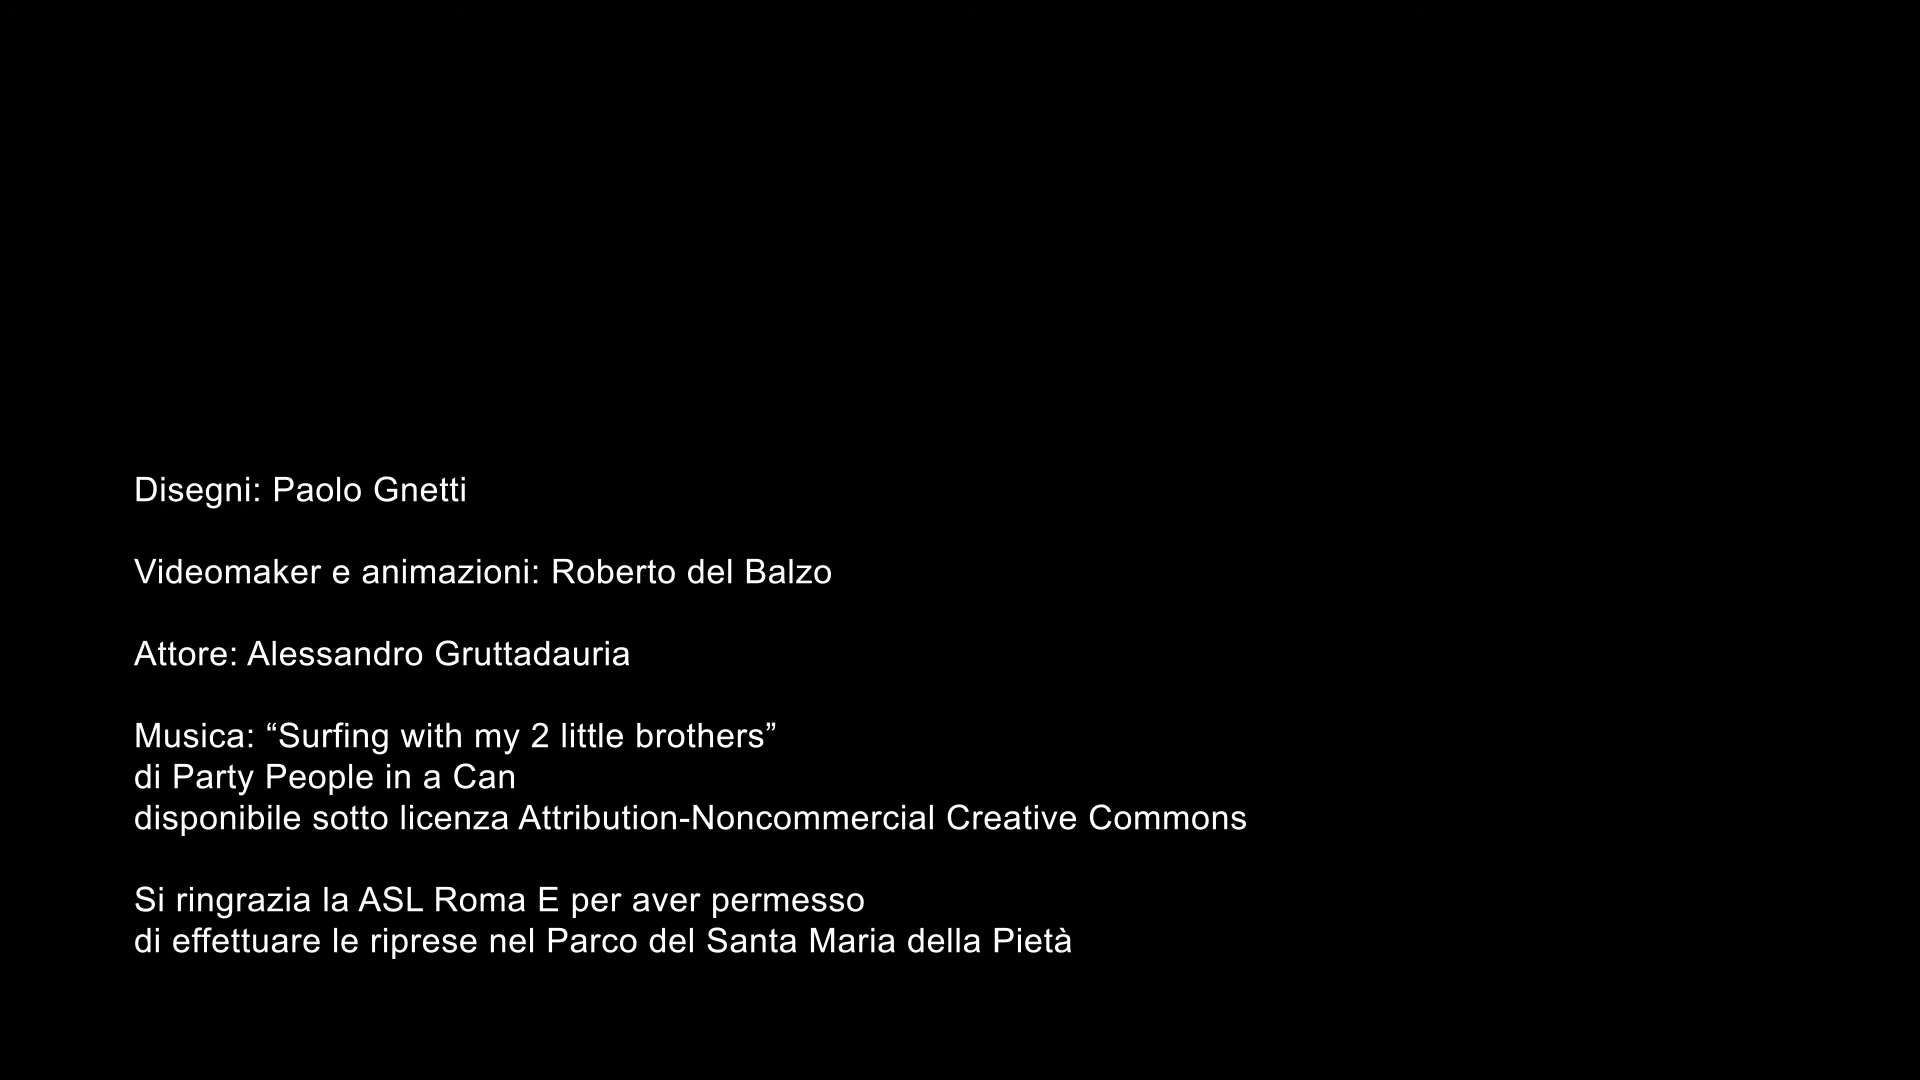 Disegni: Paolo Gnetti
Videomaker e animazioni: Roberto del Balzo
Attore: Alessandro Gruttadauria
Musica: “Surfing with my 2 little brothers”
di Party People in a Can
disponibile sotto licenza Attribution-Noncommercial Creative Commons
Si ringrazia la ASL Roma E per aver permesso
di effettuare le riprese nel Parco del Santa Maria della Pietà